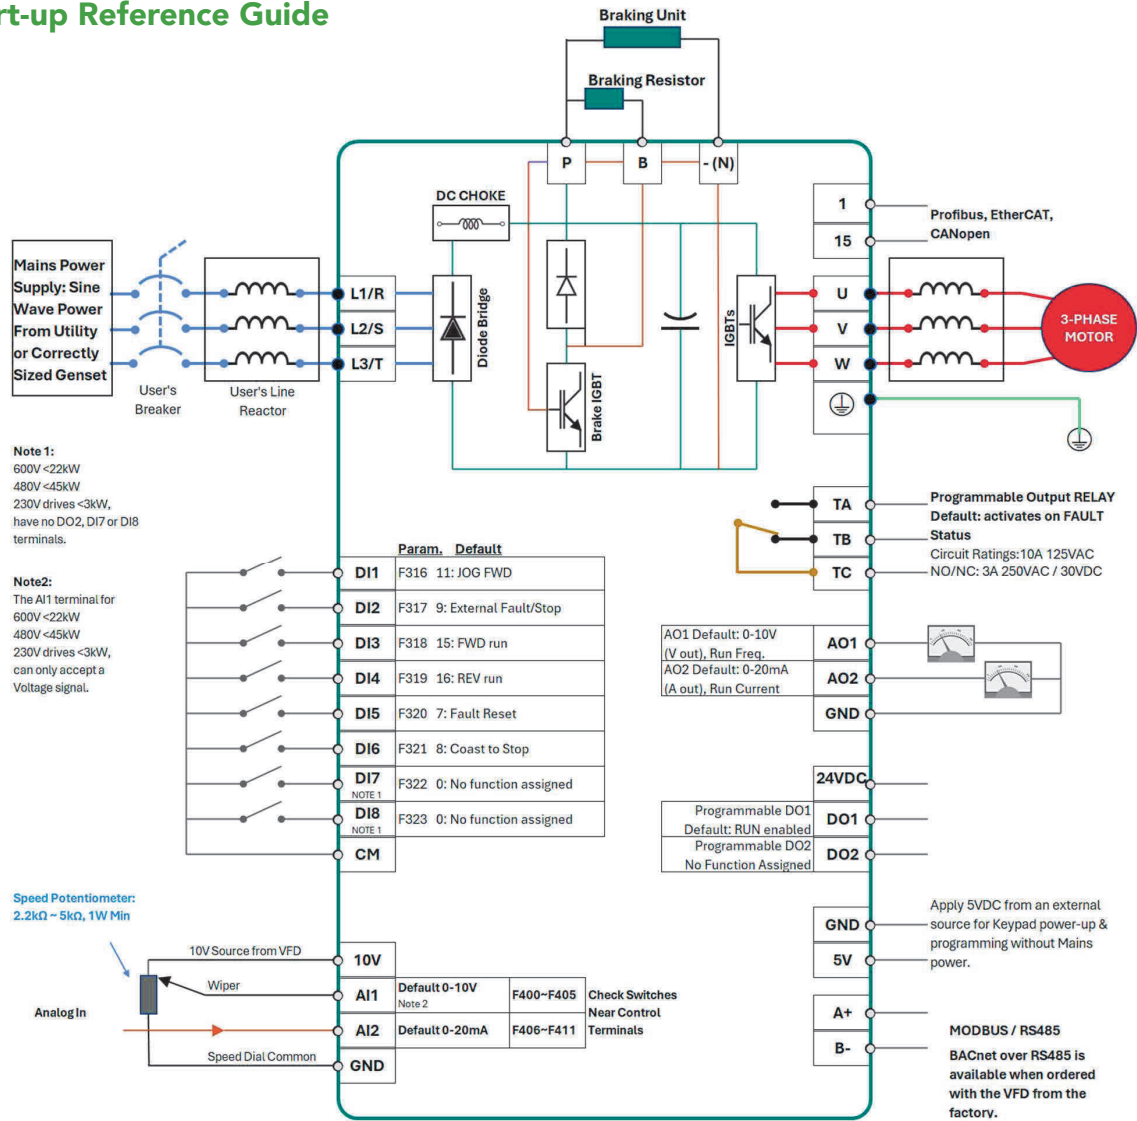 rt-up Reference Guide
Braking Unit
Braking Resistor
P
B
- (N)
DC CHOKE
1
15
Profibus, EtherCAT,
CANopen
Mains Power
Supply: Sine
Wave Power
From Utility
or Correctly
Sized Genset
User's
Breaker
User's Line
Reactor
L1/R
L2/S
L3/T
Diode Bridge
Brake IGBT
IGBTs
U
V
W
3-PHASE
MOTOR
Note 1:
600V <22kW
480V <45kW
230V drives <3kW,
have no DO2, DI7 or DI8
terminals.
Note2:
The AI1 terminal for
600V <22kW
480V <45kW
230V drives <3kW,
can only accept a
Voltage signal.
TA
TB
TC
Programmable Output RELAY
Default: activates on FAULT
Status
Circuit Ratings:10A 125VAC
NO/NC: 3A 250VAC / 30VDC
Param. Default
DI1 F316 11: JOG FWD
DI2 F317 9: External Fault/Stop
DI3 F318 15: FWD run
DI4 F319 16: REV run
DI5 F320 7: Fault Reset
DI6 F321 8: Coast to Stop
DI7 F322 0: No function assigned
NOTE 1
DI8 F323 0: No function assigned
NOTE 1
CM
AO1 Default: 0-10V
(V out), Run Freq.
AO1
AO2 Default: 0-20mA
(A out), Run Current
AO2
GND
24VDC
Programmable DO1
Default: RUN enabled
DO1
Programmable DO2
No Function Assigned
DO2
Speed Potentiometer:
2.2kΩ ~ 5kΩ, 1W Min
10V Source from VFD
Wiper
Analog In
Speed Dial Common
10V
AI1 Default 0-10V F400~F405
Note 2
AI2 Default 0-20mA F406~F411
GND
Check Switches
Near Control
Terminals
GND
5V
Apply 5VDC from an external
source for Keypad power-up &
programming without Mains
power.
A+
B-
MODBUS / RS485
BACnet over RS485 is
available when ordered
with the VFD from the
factory.